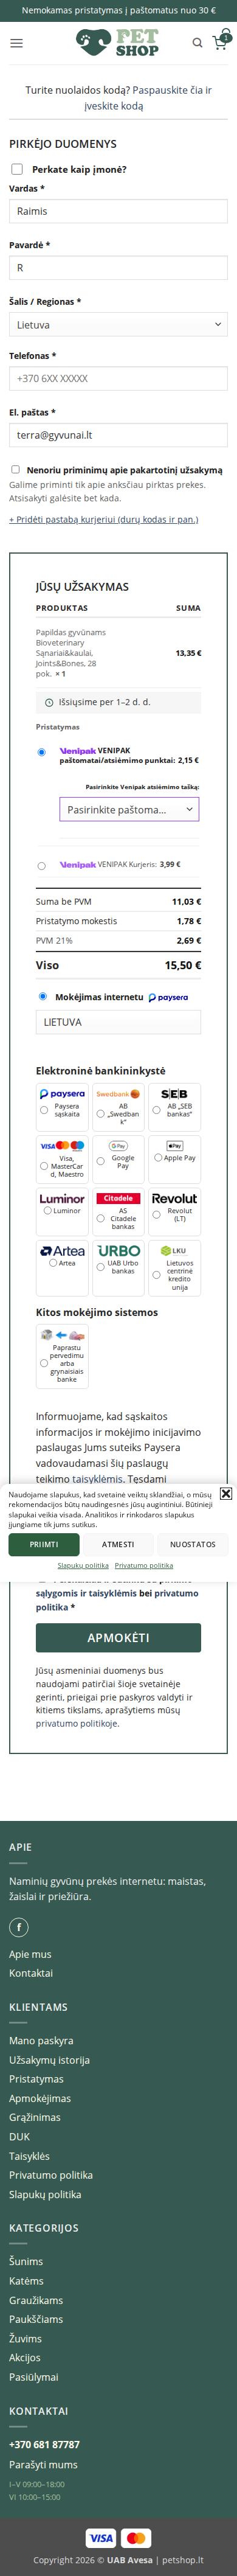 Nemokamas pristatymas į paštomatus nuo 30 €
PET
SHOP
1
Turite nuolaidos kodą? Paspauskite čia ir
įveskite kodą
PIRKĖJO DUOMENYS
Perkate kaip įmonė?
Vardas *
Raimis
Pavardė *
R
Šalis / Regionas *
Lietuva
Telefonas *
+370 6XX XXXXX
El. paštas *
terra@gyvunai.lt
Nenoriu priminimų apie pakartotinį užsakymą
Galime priminti tik apie anksčiau pirktas prekes.
Atsisakyti galėsite bet kada.
+ Pridėti pastabą kurjeriui (durų kodas ir pan.)
JŪSŲ UŽSAKYMAS
PRODUKTAS SUMA
Papildas gyvūnams
Bioveterinary
Sąnariai&kaulai,
Joints&Bones, 28
pok. × 1
13,35 €
Išsiųsime per 1–2 d. d.
Pristatymas
VENIPAK VENIPAK
paštomatai/atsiėmimo punktai: 2,15 €
Pasirinkite Venipak atsiėmimo tašką:
Pasirinkite paštoma...
VENIPAK VENIPAK Kurjeris: 3,99 €
Suma be PVM 11,03 €
Pristatymo mokestis 1,78 €
PVM 21% 2,69 €
Viso 15,50 €
Mokėjimas internetu paysera
LIETUVA
Elektroninė bankininkystė
paysera
Paysera
sąskaita
Swedbank
AB
„Swedban
k"
SEB
AB „SEB
bankas"
VISA
Visa,
MasterCar
d, Maestro
G Pay
Google
Pay
Pay
Apple Pay
LUMINOR
Luminor
Citadele
AS
Citadele
bankas
Revolut
Revolut
(LT)
Artea
Artea
URBO
UAB Urbo
bankas
LKU
Lietuvos
centrinė
kredito
unija
Kitos mokėjimo sistemos
Paprastu
pervedimu
arba
grynaisiais
banke
Informuojame, kad sąskaitos
informacijos ir mokėjimo inicijavimo
paslaugas Jums suteiks Paysera
vadovaudamasi šių paslaugų
teikimo taisyklėmis. Tęsdami
Naudojame slapukus, kad svetainė veiktų sklandžiai, o mūsų
rekomendacijos būtų naudingos jūsų augintiniui. Būtinieji
slapukai veikia visada. Analitikos ir rinkodaros slapukus
įjungsime tik jums sutikus.
PRIIMTI
ATMESTI
NUOSTATOS
Slapukų politika Privatumo politika
sąlygomis ir taisyklėmis bei privatumo
politika *
APMOKĖTI
Jūsų asmeniniai duomenys bus
naudojami patirčiai šioje svetainėje
gerinti, prieigai prie paskyros valdyti ir
kitiems tikslams, aprašytiems mūsų
privatumo politikoje.
APIE
Naminių gyvūnų prekės internetu: maistas,
žaislai ir priežiūra.
f
Apie mus
Kontaktai
KLIENTAMS
Mano paskyra
Užsakymų istorija
Pristatymas
Apmokėjimas
Grąžinimas
DUK
Taisyklės
Privatumo politika
Slapukų politika
KATEGORIJOS
Šunims
Katėms
Graužikams
Paukščiams
Žuvims
Akcijos
Pasiūlymai
KONTAKTAI
+370 681 87787
Parašyti mums
I–V 09:00–18:00
VI 10:00–15:00
VISA
Copyright 2026 © UAB Avesa | petshop.lt